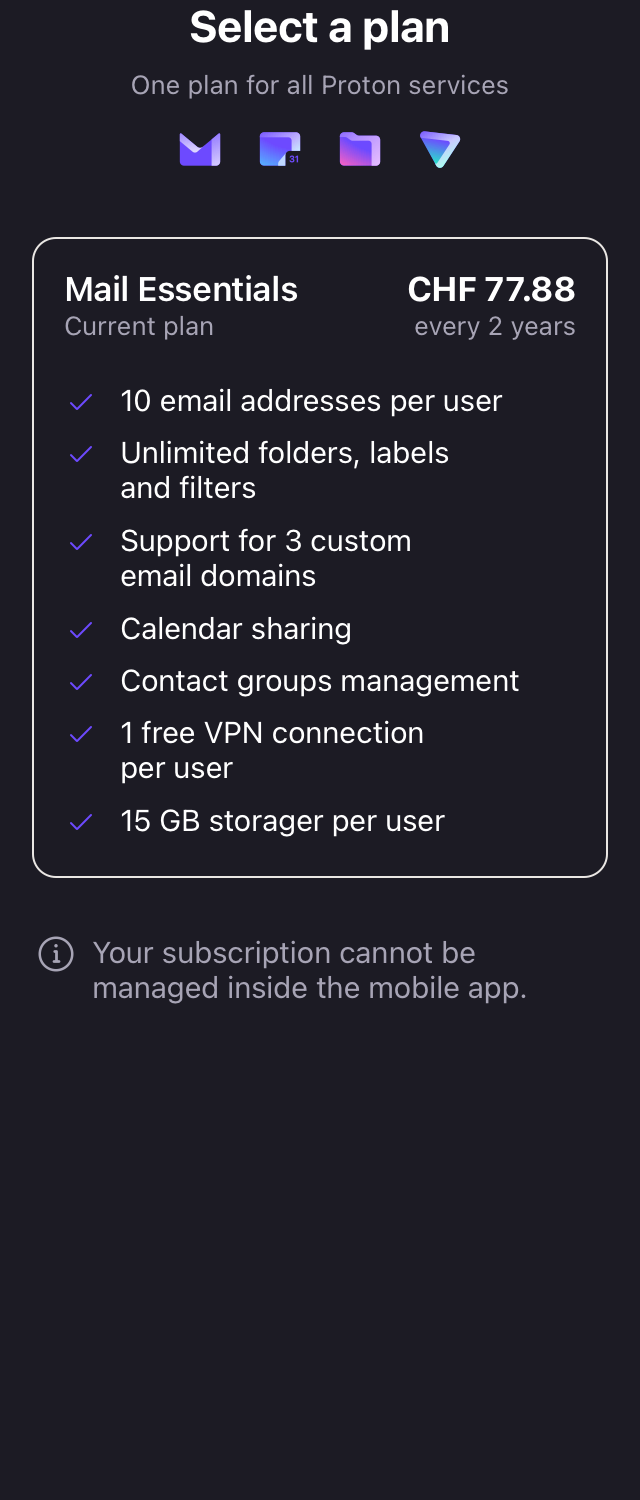 Select a plan
One plan for all Proton services
31
Mail Essentials
CHF 77.88
Current plan
every 2 years
10 email addresses per user
Unlimited folders, labels
and filters
Support for 3 custom
email domains
Calendar sharing
Contact groups management
1 free VPN connection
per user
15 GB storager per user
Your subscription cannot be
managed inside the mobile app.